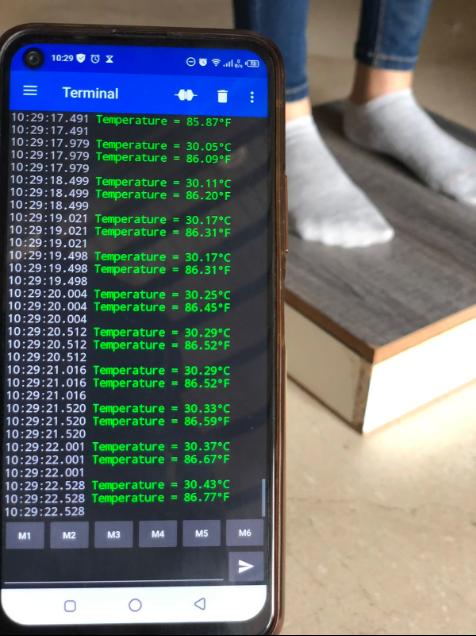 10:29
Terminal
10:29:17.491 Temperature = 85.87°F
10:29:17.491
10:29:17.979 Temperature = 30.05°C
10:29:17.979 Temperature = 86.09°F
10:29:17.979
10:29:18.499 Temperature = 30.11°C
10:29:18.499 Temperature = 86.20°F
10:29:18.499
10:29:19.021 Temperature = 30.17°C
10:29:19.021 Temperature = 86.31°F
10:29:19.021
10:29:19.498 Temperature = 30.17°C
10:29:19.498 Temperature = 86.31°F
10:29:19.498
10:29:20.004 Temperature = 30.25°C
10:29:20.004 Temperature = 86.45°F
10:29:20.004
10:29:20.512 Temperature = 30.29°C
10:29:20.512 Temperature = 86.52°F
10:29:20.512
10:29:21.016 Temperature = 30.29°C
10:29:21.016 Temperature = 86.52°F
10:29:21.016
10:29:21.520 Temperature = 30.33°C
10:29:21.520 Temperature = 86.59°F
10:29:21.520
10:29:22.001 Temperature = 30.37°C
10:29:22.001 Temperature = 86.67°F
10:29:22.001
10:29:22.528 Temperature = 30.43°C
10:29:22.528 Temperature = 86.77°F
10:29:22.528
M1 M2 M3 M4 M5 M6